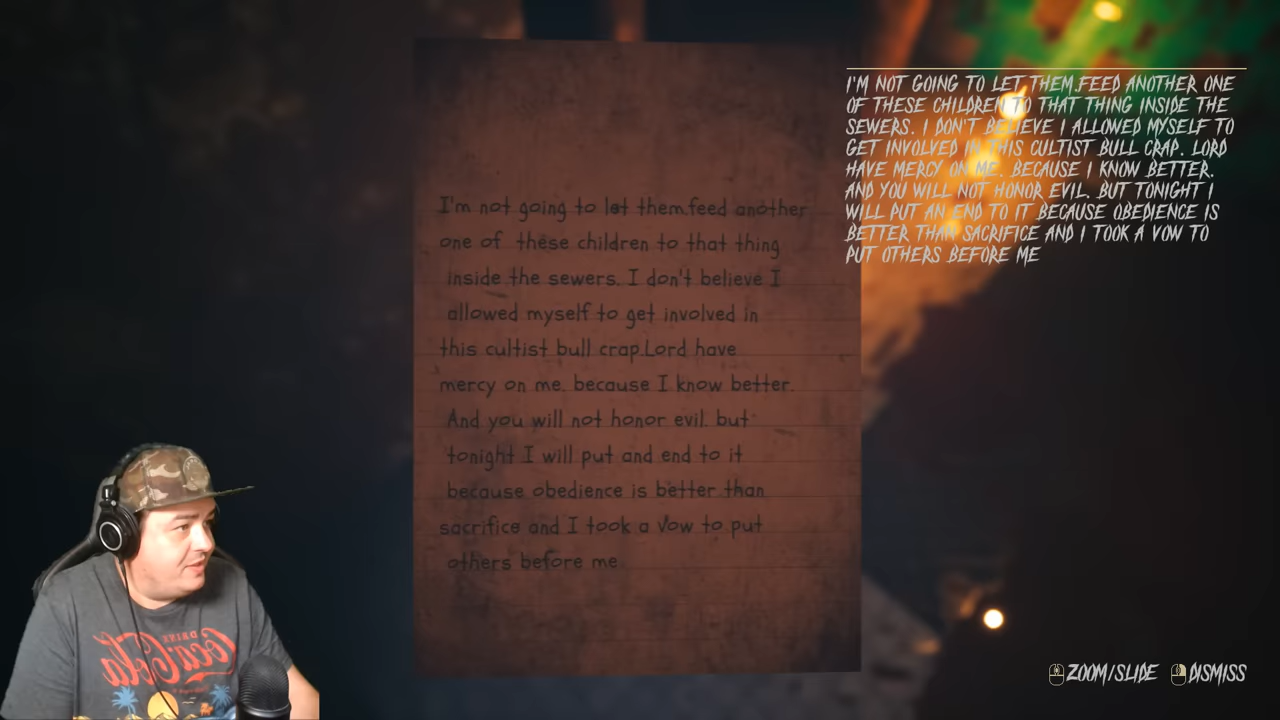 I'm not going to let them.feed another
one of these children to that thing
inside the sewers. I don't believe I
allowed myself to get involved in
this cultist bull crap.Lord have
mercy on me. because I know better.
And you will not honor evil. but
tonight I will put and end to it
because obedience is better than
sacrifice and I took a vow to put
others before me
I'M NOT GOING TO LET THEM.FEED ANOTHER ONE
OF THESE CHILDREN TO THAT THING INSIDE THE
SEWERS. I DON'T BELIEVE I ALLOWED MYSELF TO
GET INVOLVED IN THIS CULTIST BULL CRAP. LORD
HAVE MERCY ON ME. BECAUSE I KNOW BETTER.
AND YOU WILL NOT HONOR EVIL. BUT TONIGHT I
WILL PUT AN END TO IT BECAUSE OBEDIENCE IS
BETTER THAN SACRIFICE AND I TOOK A VOW TO
PUT OTHERS BEFORE ME
DRINK
Coca-Cola
ZOOM/SLIDE DISMISS